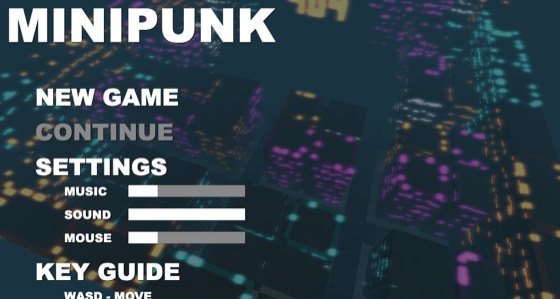 MINIPUNK
NEW GAME
CONTINUE
SETTINGS
MUSIC
SOUND
MOUSE
KEY GUIDE
WASD - MOVE